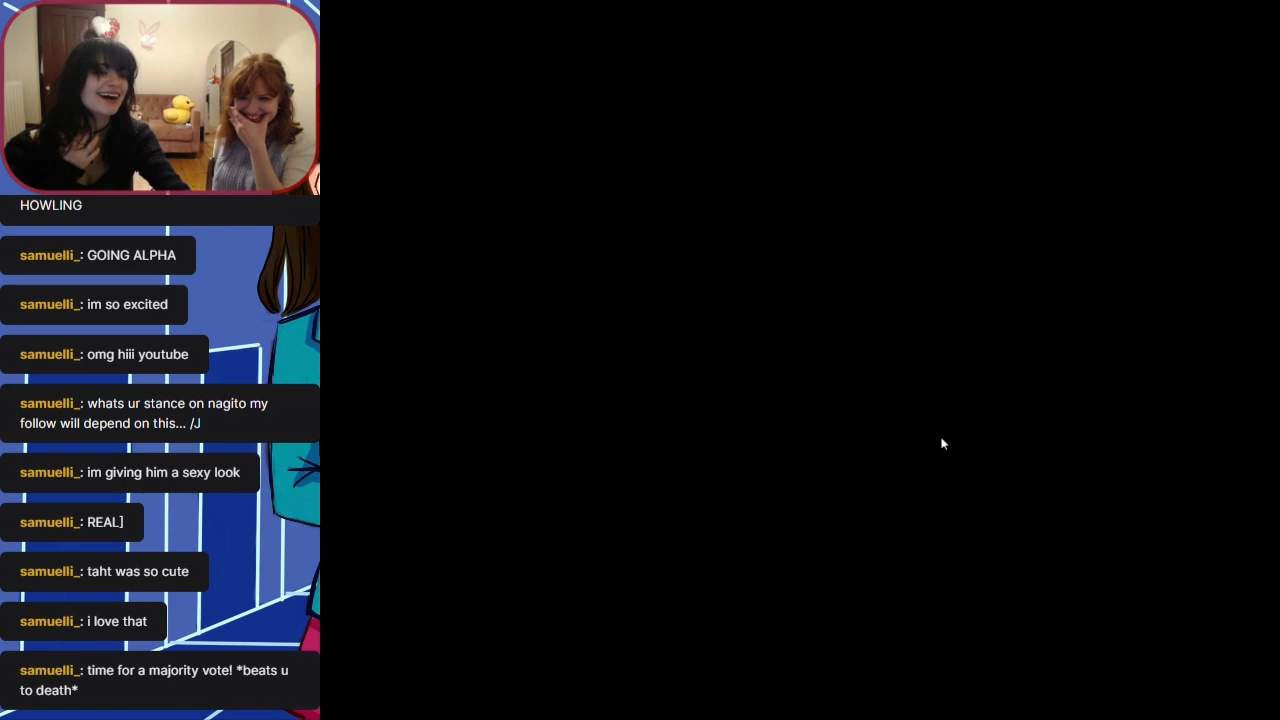 HOWLING
samuelli_: GOING ALPHA
samuelli_: im so excited
samuelli_: omg hiii youtube
samuelli_: whats ur stance on nagito my
follow will depend on this... /J
samuelli_: im giving him a sexy look
samuelli_: REAL]
samuelli_: taht was so cute
samuelli_: i love that
samuelli_: time for a majority vote! *beats u
to death*